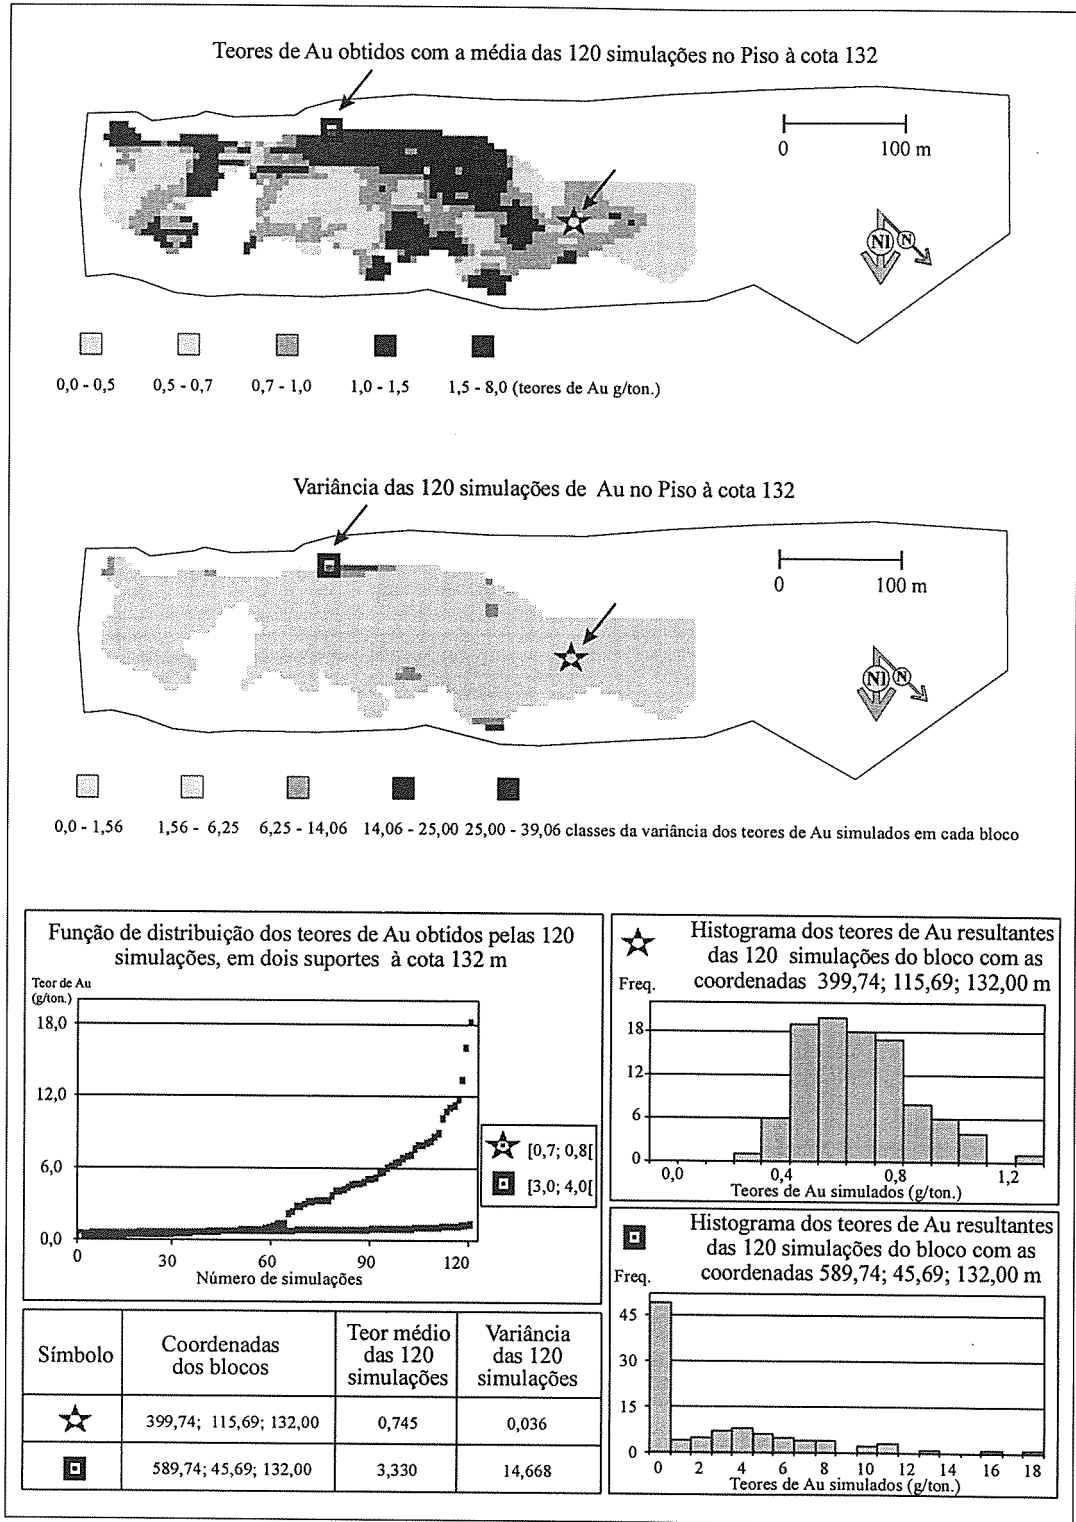 Teores de Au obtidos com a média das 120 simulações no Piso à cota 132
0 100 m
NI N
0,0 - 0,5 0,5 - 0,7 0,7 - 1,0 1,0 - 1,5 1,5 - 8,0 (teores de Au g/ton.)
Variância das 120 simulações de Au no Piso à cota 132
0 100 m
NI N
0,0 - 1,56 1,56 - 6,25 6,25 - 14,06 14,06 - 25,00 25,00 - 39,06 classes da variância dos teores de Au simulados em cada bloco
Função de distribuição dos teores de Au obtidos pelas 120
simulações, em dois suportes à cota 132 m
Teor de Au
(g/ton.)
18,0
12,0
6,0
0,0
0 30 60 90 120
Número de simulações
[0,7; 0,8[
[3,0; 4,0[
Histograma dos teores de Au resultantes
das 120 simulações do bloco com as
coordenadas 399,74; 115,69; 132,00 m
Freq.
18
12
6
0
0,0 0,4 0,8 1,2
Teores de Au simulados (g/ton.)
Histograma dos teores de Au resultantes
das 120 simulações do bloco com as
coordenadas 589,74; 45,69; 132,00 m
Freq.
45
30
15
0
0 2 4 6 8 10 12 14 16 18
Teores de Au simulados (g/ton.)
Símbolo
Coordenadas
dos blocos
Teor médio
das 120
simulações
Variância
das 120
simulações
399,74; 115,69; 132,00 0,745 0,036
589,74; 45,69; 132,00 3,330 14,668